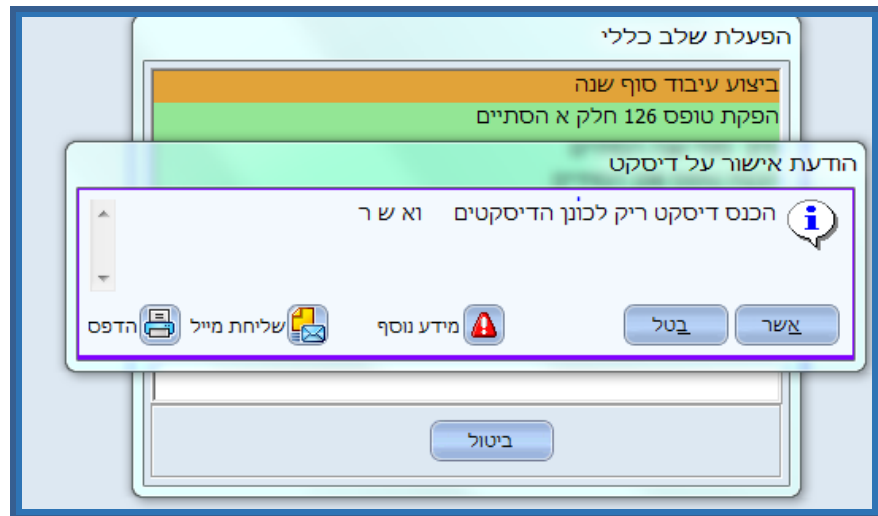 הפעלת שלב כללי
ביצוע עיבוד סוף שנה
הפקת טופס 126 חלק א הסתיים
הודעת אישור על דיסקט
הכנס דיסקט ריק לכונן הדיסקטים וא ש ר
אשר בטל מידע נוסף שליחת מייל הדפס
ביטול